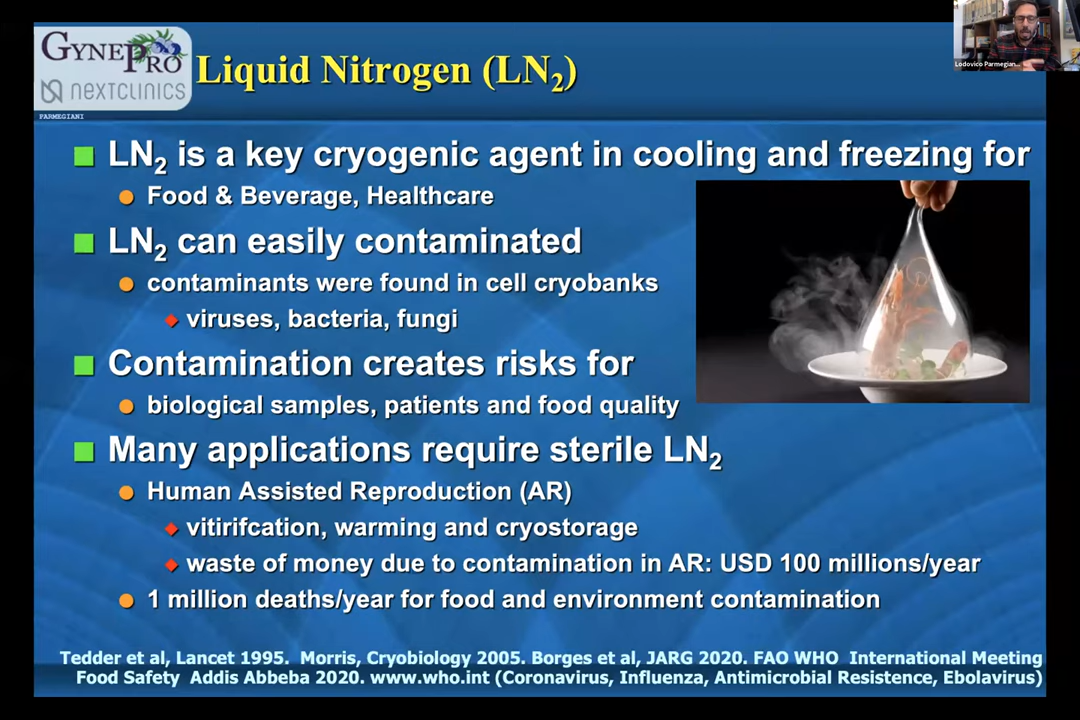 GYNEPRO
NEXTCLINICS
PARMEGIANI
Liquid Nitrogen (LN₂)
Lodovico Parmegian...
LN₂ is a key cryogenic agent in cooling and freezing for
Food & Beverage, Healthcare
LN₂ can easily contaminated
contaminants were found in cell cryobanks
viruses, bacteria, fungi
Contamination creates risks for
biological samples, patients and food quality
Many applications require sterile LN₂
Human Assisted Reproduction (AR)
vitirifcation, warming and cryostorage
waste of money due to contamination in AR: USD 100 millions/year
1 million deaths/year for food and environment contamination
Tedder et al, Lancet 1995. Morris, Cryobiology 2005. Borges et al, JARG 2020. FAO WHO International Meeting
Food Safety Addis Abbeba 2020. www.who.int (Coronavirus, Influenza, Antimicrobial Resistence, Ebolavirus)